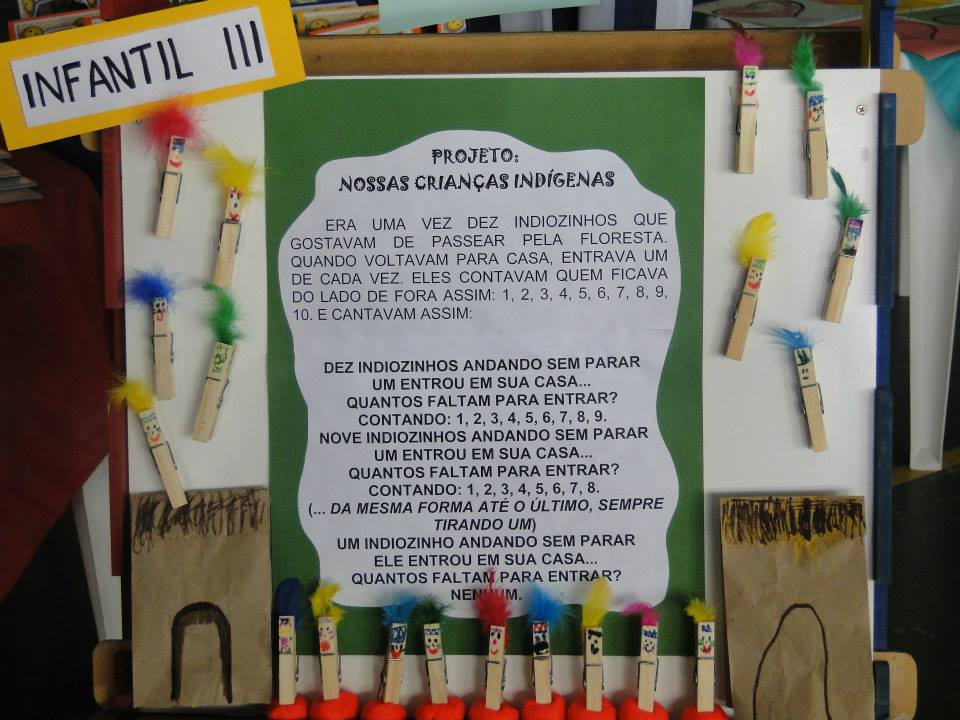 INFANTIL III
PROJETO:
NOSSAS CRIANÇAS INDÍGENAS
ERA UMA VEZ DEZ INDIOZINHOS QUE
GOSTAVAM DE PASSEAR PELA FLORESTA.
QUANDO VOLTAVAM PARA CASA, ENTRAVA UM
DE CADA VEZ. ELES CONTAVAM QUEM FICAVA
DO LADO DE FORA ASSIM: 1, 2, 3, 4, 5, 6, 7, 8, 9,
10. E CANTAVAM ASSIM:
DEZ INDIOZINHOS ANDANDO SEM PARAR
UM ENTROU EM SUA CASA...
QUANTOS FALTAM PARA ENTRAR?
CONTANDO: 1, 2, 3, 4, 5, 6, 7, 8, 9.
NOVE INDIOZINHOS ANDANDO SEM PARAR
UM ENTROU EM SUA CASA...
QUANTOS FALTAM PARA ENTRAR?
CONTANDO: 1, 2, 3, 4, 5, 6, 7, 8.
(... DA MESMA FORMA ATÉ O ÚLTIMO, SEMPRE
TIRANDO UM)
UM INDIOZINHO ANDANDO SEM PARAR
ELE ENTROU EM SUA CASA...
QUANTOS FALTAM PARA ENTRAR?
NENHUM.